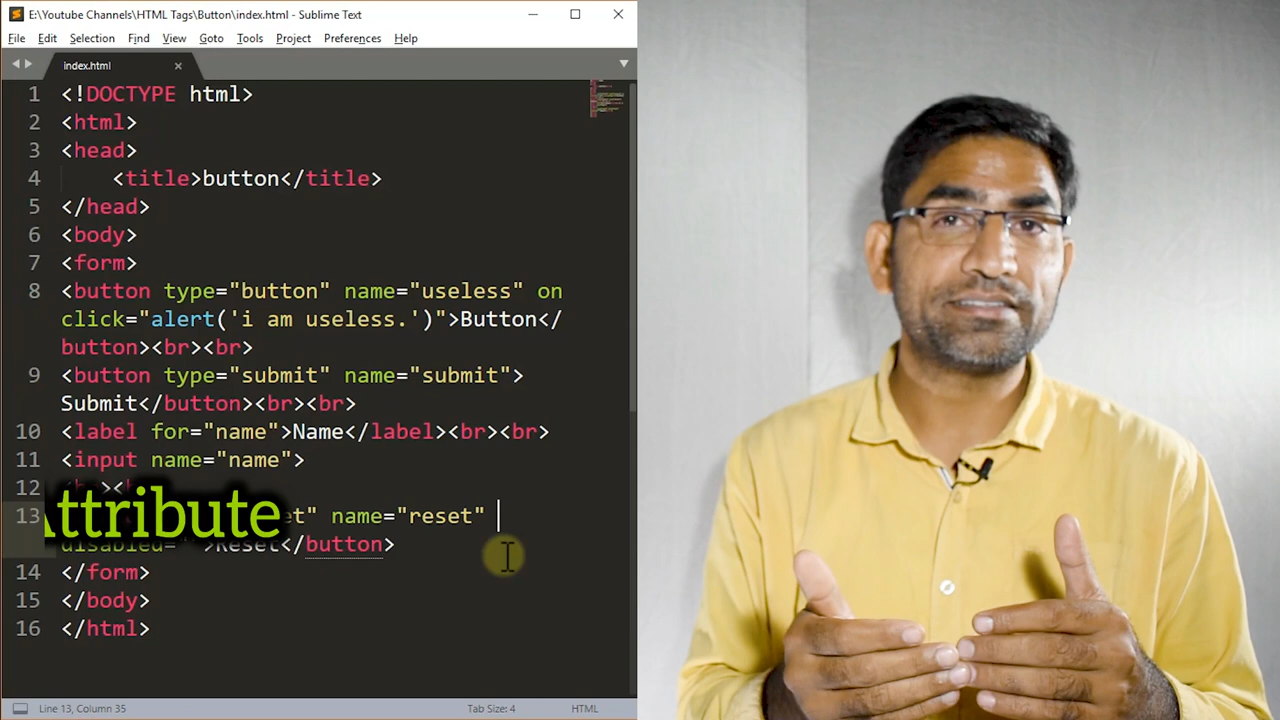 E:\Youtube Channels\HTML Tags\Button\index.html - Sublime Text
File Edit Selection Find View Goto Tools Project Preferences Help
index.html
1 <!DOCTYPE html>
2 <html>
3 <head>
4 <title>button</title>
5 </head>
6 <body>
7 <form>
8 <button type="button" name="useless" on
click="alert('i am useless.')">Button</
button><br><br>
9 <button type="submit" name="submit">
Submit</button><br><br>
10 <label for="name">Name</label><br><br>
11 <input name="name">
12
Attribute
13 et" name="reset"
disabled="">Reset</button>
14 </form>
15 </body>
16 </html>
Line 13, Column 35 Tab Size: 4 HTML